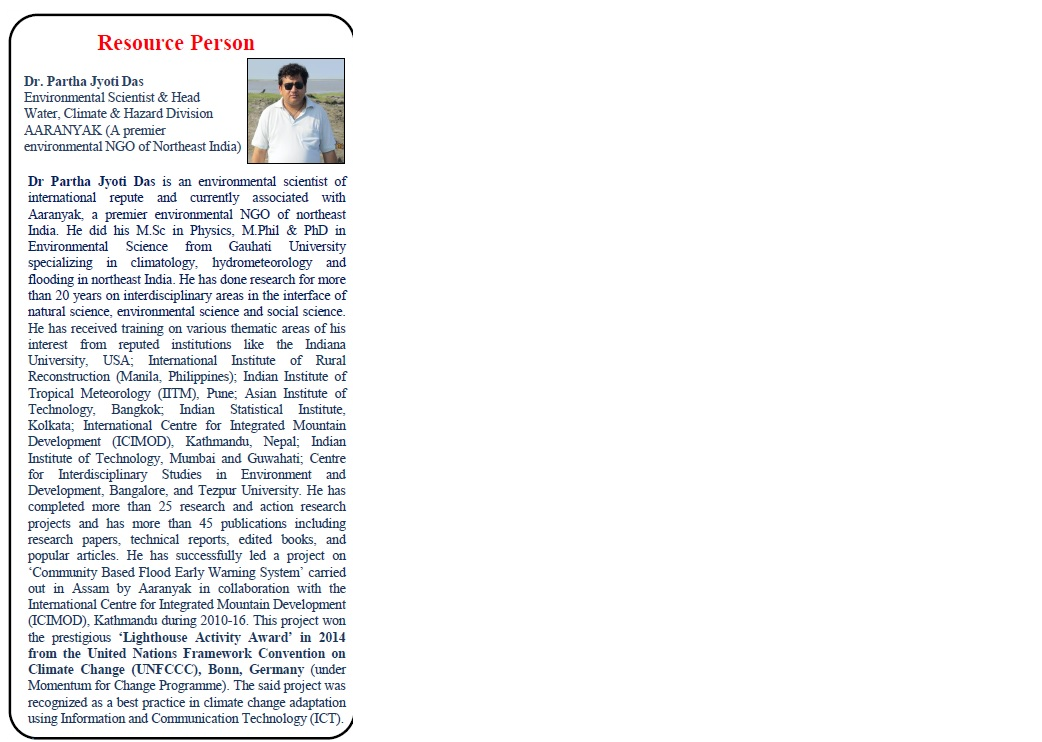 Resource Person
Dr. Partha Jyoti Das
Environmental Scientist & Head
Water, Climate & Hazard Division
AARANYAK (A premier
environmental NGO of Northeast India)
Dr Partha Jyoti Das is an environmental scientist of
international repute and currently associated with
Aaranyak, a premier environmental NGO of northeast
India. He did his M.Sc in Physics, M.Phil & PhD in
Environmental Science from Gauhati University
specializing in climatology, hydrometeorology and
flooding in northeast India. He has done research for more
than 20 years on interdisciplinary areas in the interface of
natural science, environmental science and social science.
He has received training on various thematic areas of his
interest from reputed institutions like the Indiana
University, USA; International Institute of Rural
Reconstruction (Manila, Philippines); Indian Institute of
Tropical Meteorology (IITM), Pune; Asian Institute of
Technology, Bangkok; Indian Statistical Institute,
Kolkata; International Centre for Integrated Mountain
Development (ICIMOD), Kathmandu, Nepal; Indian
Institute of Technology, Mumbai and Guwahati; Centre
for Interdisciplinary Studies in Environment and
Development, Bangalore, and Tezpur University. He has
completed more than 25 research and action research
projects and has more than 45 publications including
research papers, technical reports, edited books, and
popular articles. He has successfully led a project on
‘Community Based Flood Early Warning System’ carried
out in Assam by Aaranyak in collaboration with the
International Centre for Integrated Mountain Development
(ICIMOD), Kathmandu during 2010-16. This project won
the prestigious ‘Lighthouse Activity Award’ in 2014
from the United Nations Framework Convention on
Climate Change (UNFCCC), Bonn, Germany (under
Momentum for Change Programme). The said project was
recognized as a best practice in climate change adaptation
using Information and Communication Technology (ICT).